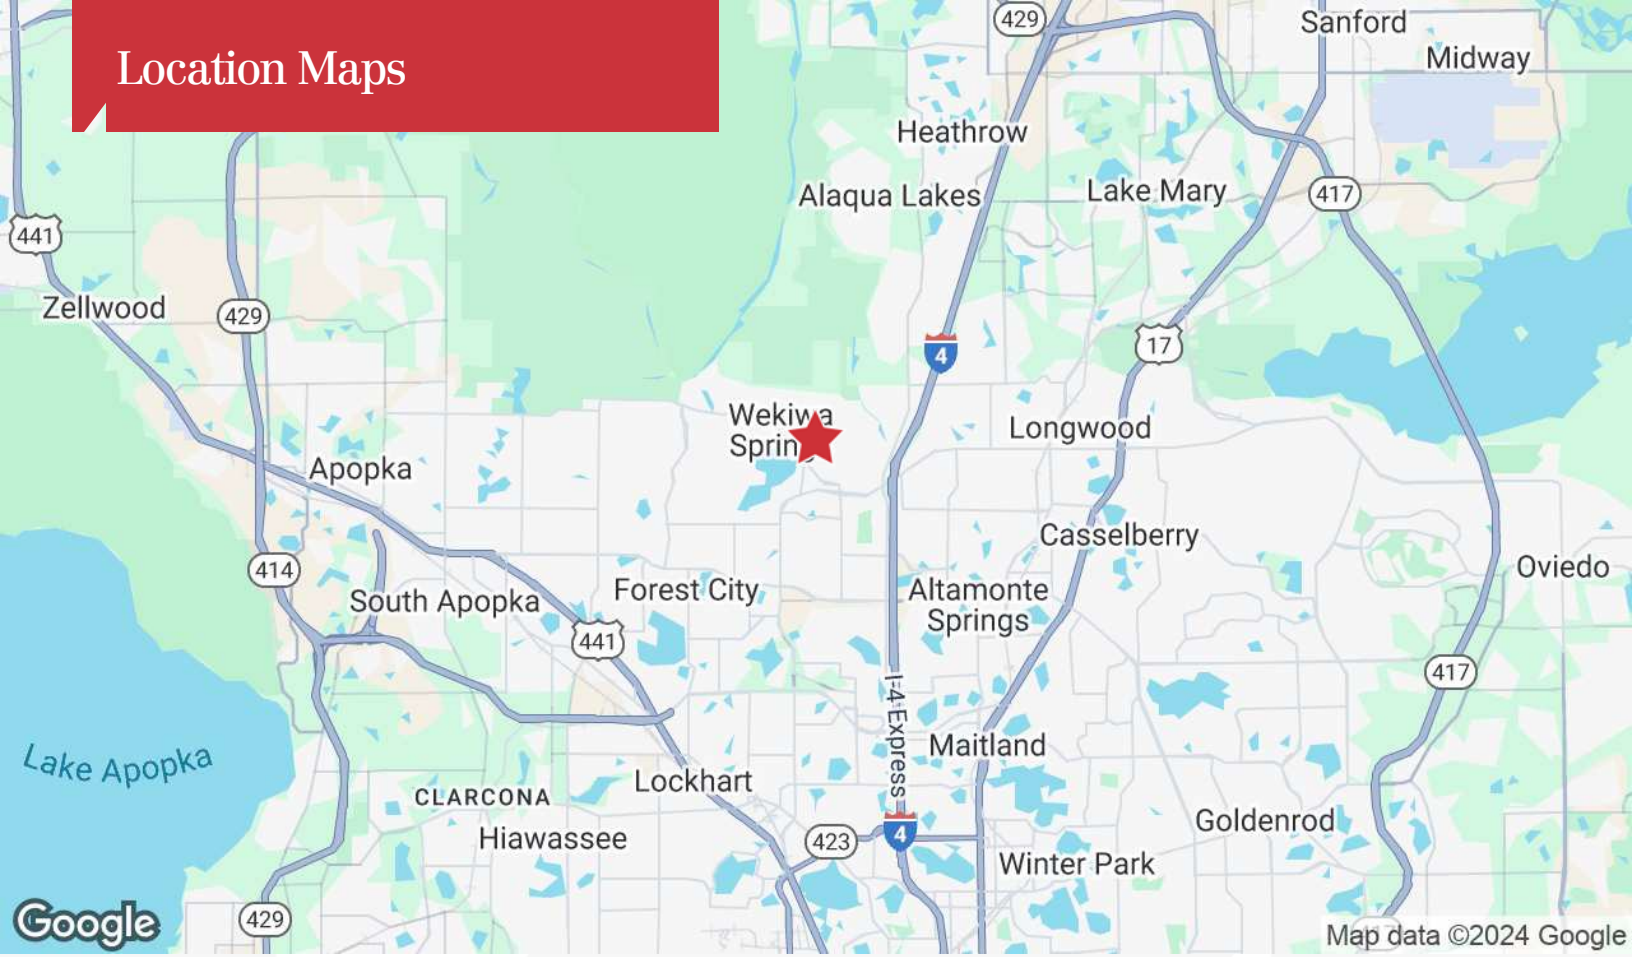 Location Maps
429
Sanford
Midway
Heathrow
Alaqua Lakes
Lake Mary
417
441
Zellwood
429
4
17
Wekiwa
Longwood
Apopka
Casselberry
414
South Apopka
Forest City
Altamonte
Springs
Oviedo
441
417
I-4 Express
Lake Apopka
Maitland
Lockhart
CLARCONA
Hiawassee
423
4
Goldenrod
Winter Park
429
Google
Map data ©2024 Google